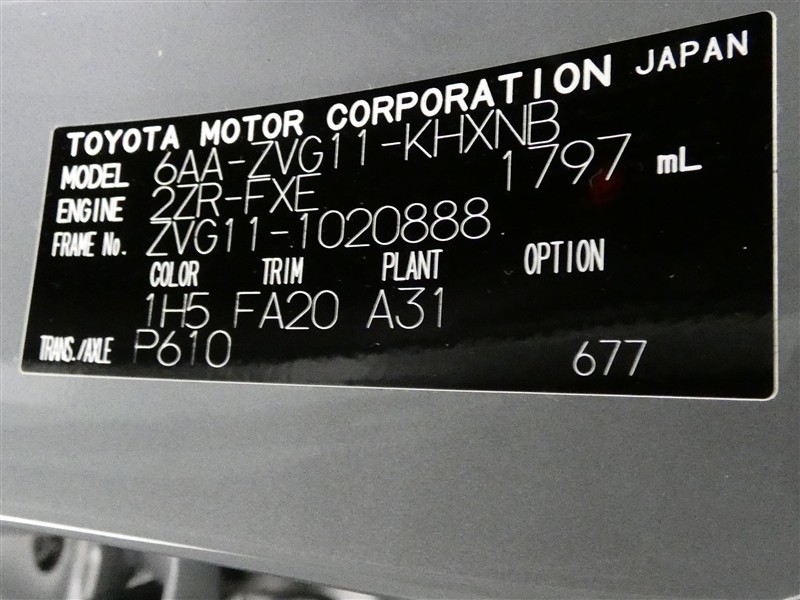 TOYOTA MOTOR CORPORATION JAPAN
MODEL 6AA-ZVG11-KHXNB
ENGINE 2ZR-FXE 1797 mL
FRAME No. ZVG11-1020888
COLOR TRIM PLANT OPTION
1H5 FA20 A31
TRANS./AXLE P610 677